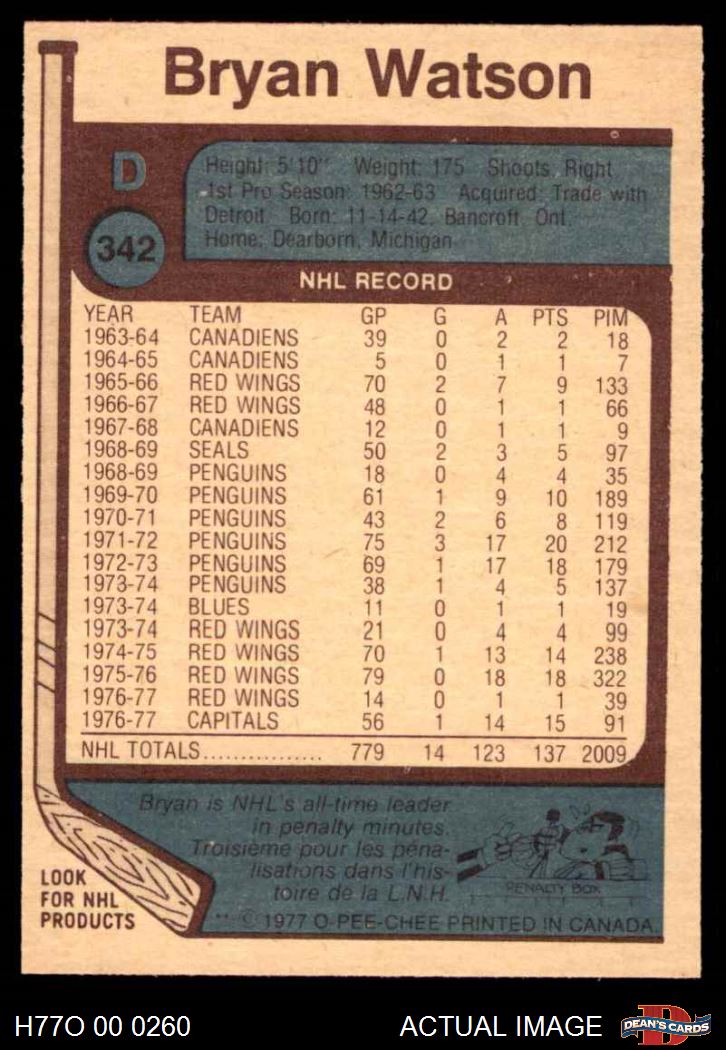 Bryan Watson
D
342
Height: 5'10" Weight: 175 Shoots: Right
1st Pro Season: 1962-63 Acquired: Trade with
Detroit Born: 11-14-42, Bancroft, Ont.
Home: Dearborn, Michigan
NHL RECORD
YEAR TEAM GP G A PTS PIM
1963-64 CANADIENS 39 0 2 2 18
1964-65 CANADIENS 5 0 1 1 7
1965-66 RED WINGS 70 2 7 9 133
1966-67 RED WINGS 48 0 1 1 66
1967-68 CANADIENS 12 0 1 1 9
1968-69 SEALS 50 2 3 5 97
1968-69 PENGUINS 18 0 4 4 35
1969-70 PENGUINS 61 1 9 10 189
1970-71 PENGUINS 43 2 6 8 119
1971-72 PENGUINS 75 3 17 20 212
1972-73 PENGUINS 69 1 17 18 179
1973-74 PENGUINS 38 1 4 5 137
1973-74 BLUES 11 0 1 1 19
1973-74 RED WINGS 21 0 4 4 99
1974-75 RED WINGS 70 1 13 14 238
1975-76 RED WINGS 79 0 18 18 322
1976-77 RED WINGS 14 0 1 1 39
1976-77 CAPITALS 56 1 14 15 91
NHL TOTALS................ 779 14 123 137 2009
Bryan is NHL's all-time leader
in penalty minutes.
Troisième pour les péna-
lisations dans l'his-
toire de la L.N.H.
PENALTY BOX
LOOK
FOR NHL
PRODUCTS
** © 1977 O-PEE-CHEE PRINTED IN CANADA.
H77O 00 0260
ACTUAL IMAGE
D
DEAN'S CARDS